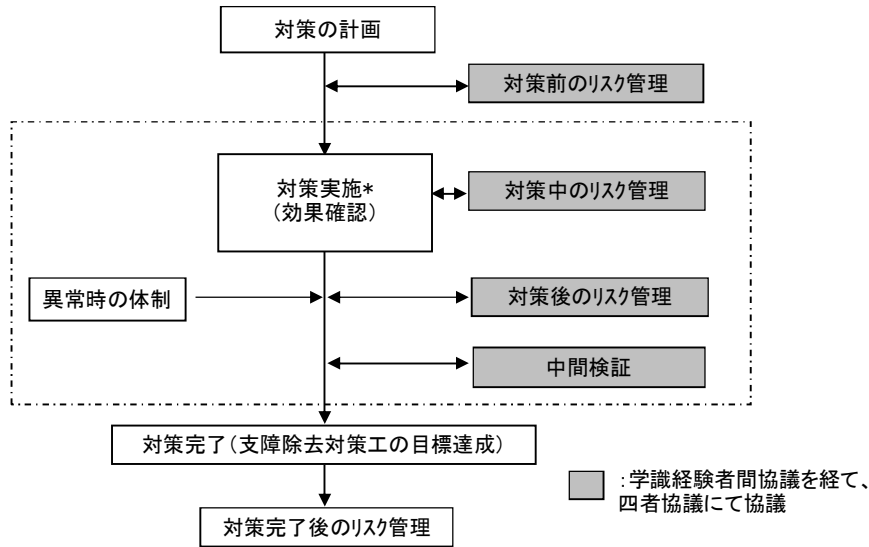 対策の計画
対策前のリスク管理
対策実施*
（効果確認）
対策中のリスク管理
異常時の体制
対策後のリスク管理
中間検証
対策完了（支障除去対策工の目標達成）
：学識経験者間協議を経て、
四者協議にて協議
対策完了後のリスク管理